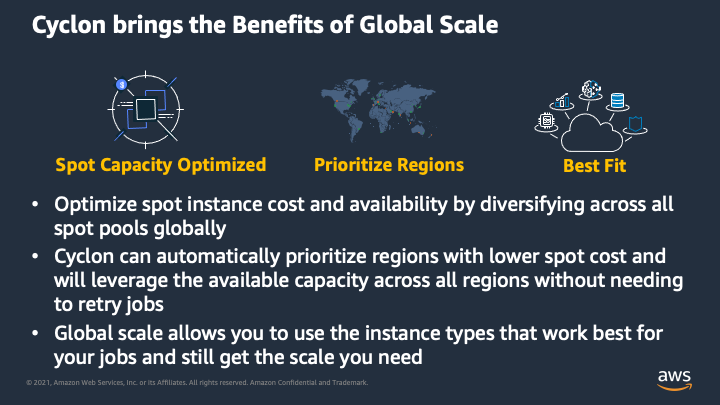 Cyclon brings the Benefits of Global Scale
Spot Capacity Optimized
Prioritize Regions
Best Fit
• Optimize spot instance cost and availability by diversifying across all
spot pools globally
• Cyclon can automatically prioritize regions with lower spot cost and
will leverage the available capacity across all regions without needing
to retry jobs
• Global scale allows you to use the instance types that work best for
your jobs and still get the scale you need
© 2021, Amazon Web Services, Inc. or its Affiliates. All rights reserved. Amazon Confidential and Trademark.
aws